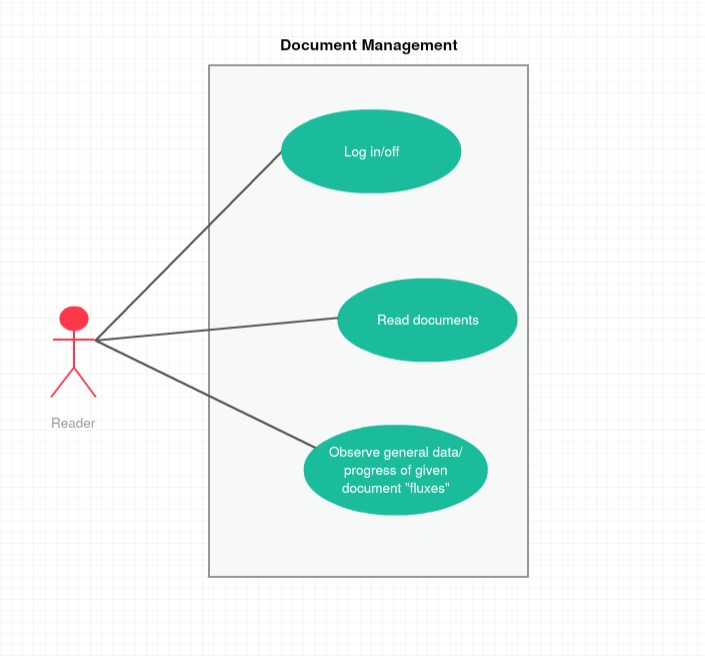 Document Management
Log in/off
Read documents
Reader
Observe general data/
progress of given
document "fluxes"